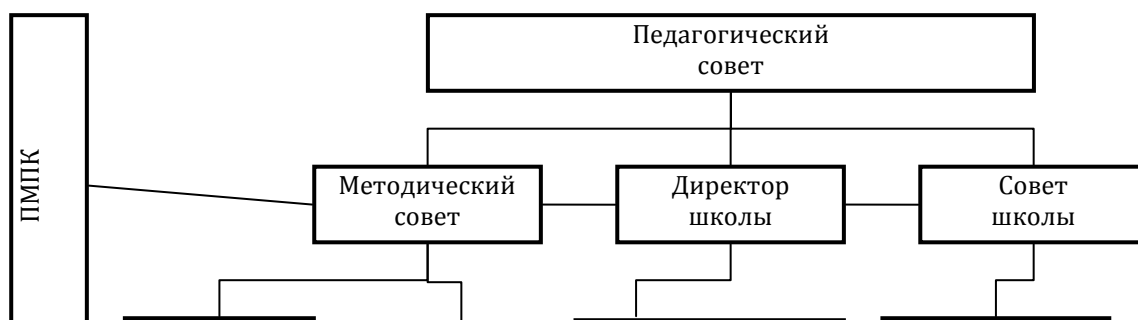 Педагогический
совет
ПМПК
Методический
совет
Директор
школы
Совет
школы